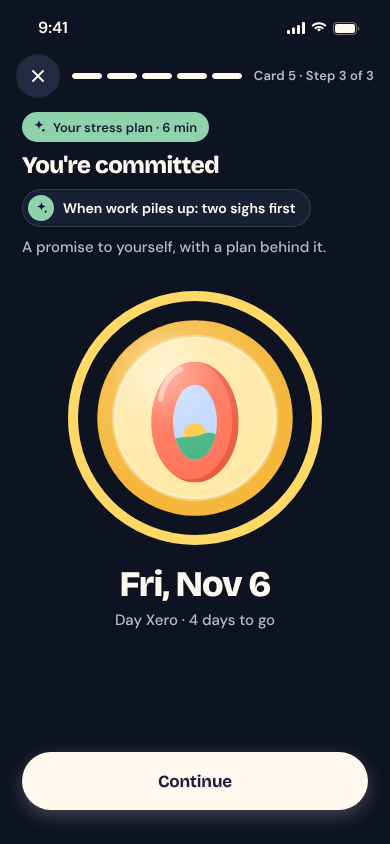 9:41
Card 5 · Step 3 of 3
Your stress plan · 6 min
You're committed
When work piles up: two sighs first
A promise to yourself, with a plan behind it.
Fri, Nov 6
Day Xero · 4 days to go
Continue